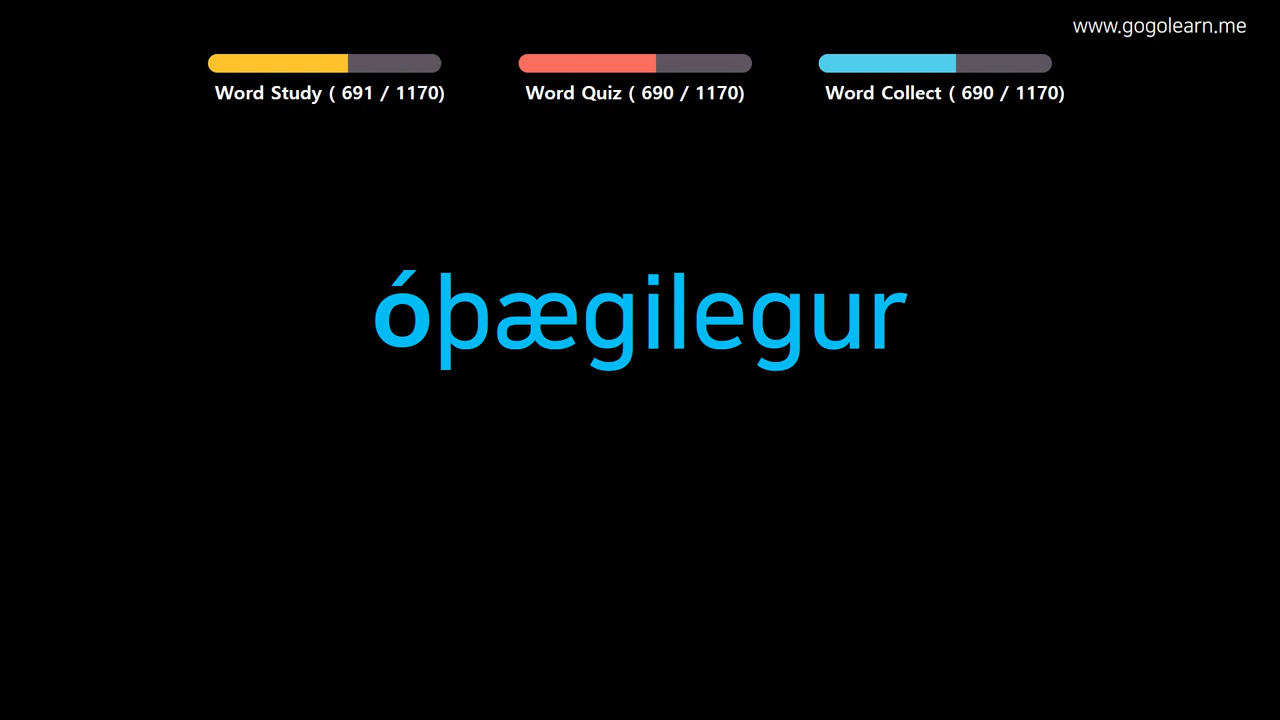 www.gogolearn.me
Word Study ( 691 / 1170)
Word Quiz ( 690 / 1170)
Word Collect ( 690 / 1170)
óþægilegur